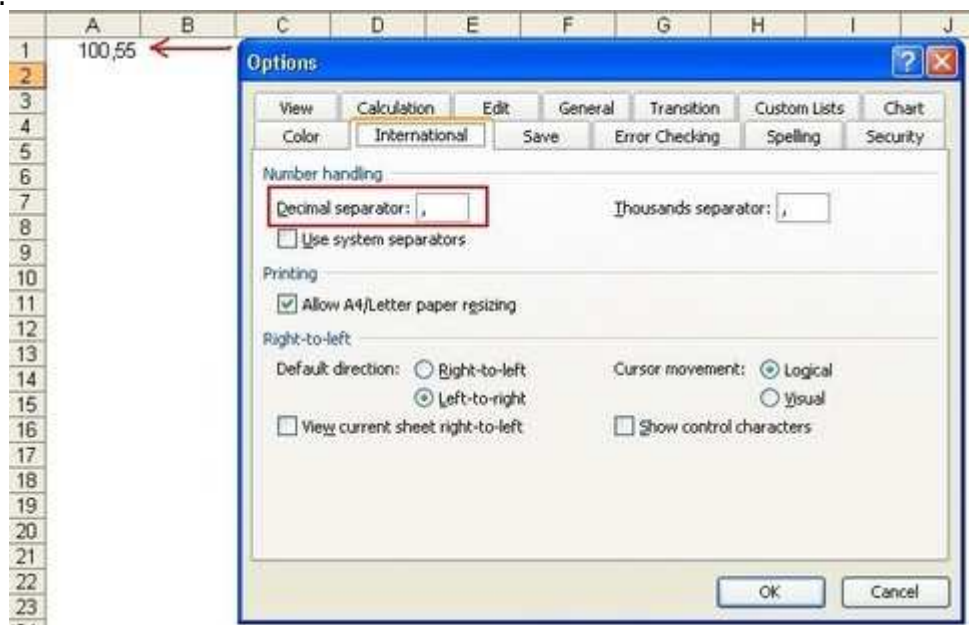 A B C D E F G H I J
1 100,55
Options
2
3
View Calculation Edit General Transition Custom Lists Chart
4
Color International Save Error Checking Spelling Security
5
6
Number handling
7
Decimal separator: , Thousands separator: ,
8
Use system separators
9
10
Printing
11
Allow A4/Letter paper resizing
12
Right-to-left
13
Default direction: Right-to-left Cursor movement: Logical
14
Left-to-right Visual
15
16
View current sheet right-to-left Show control characters
17
18
19
20
21
22
OK Cancel
23